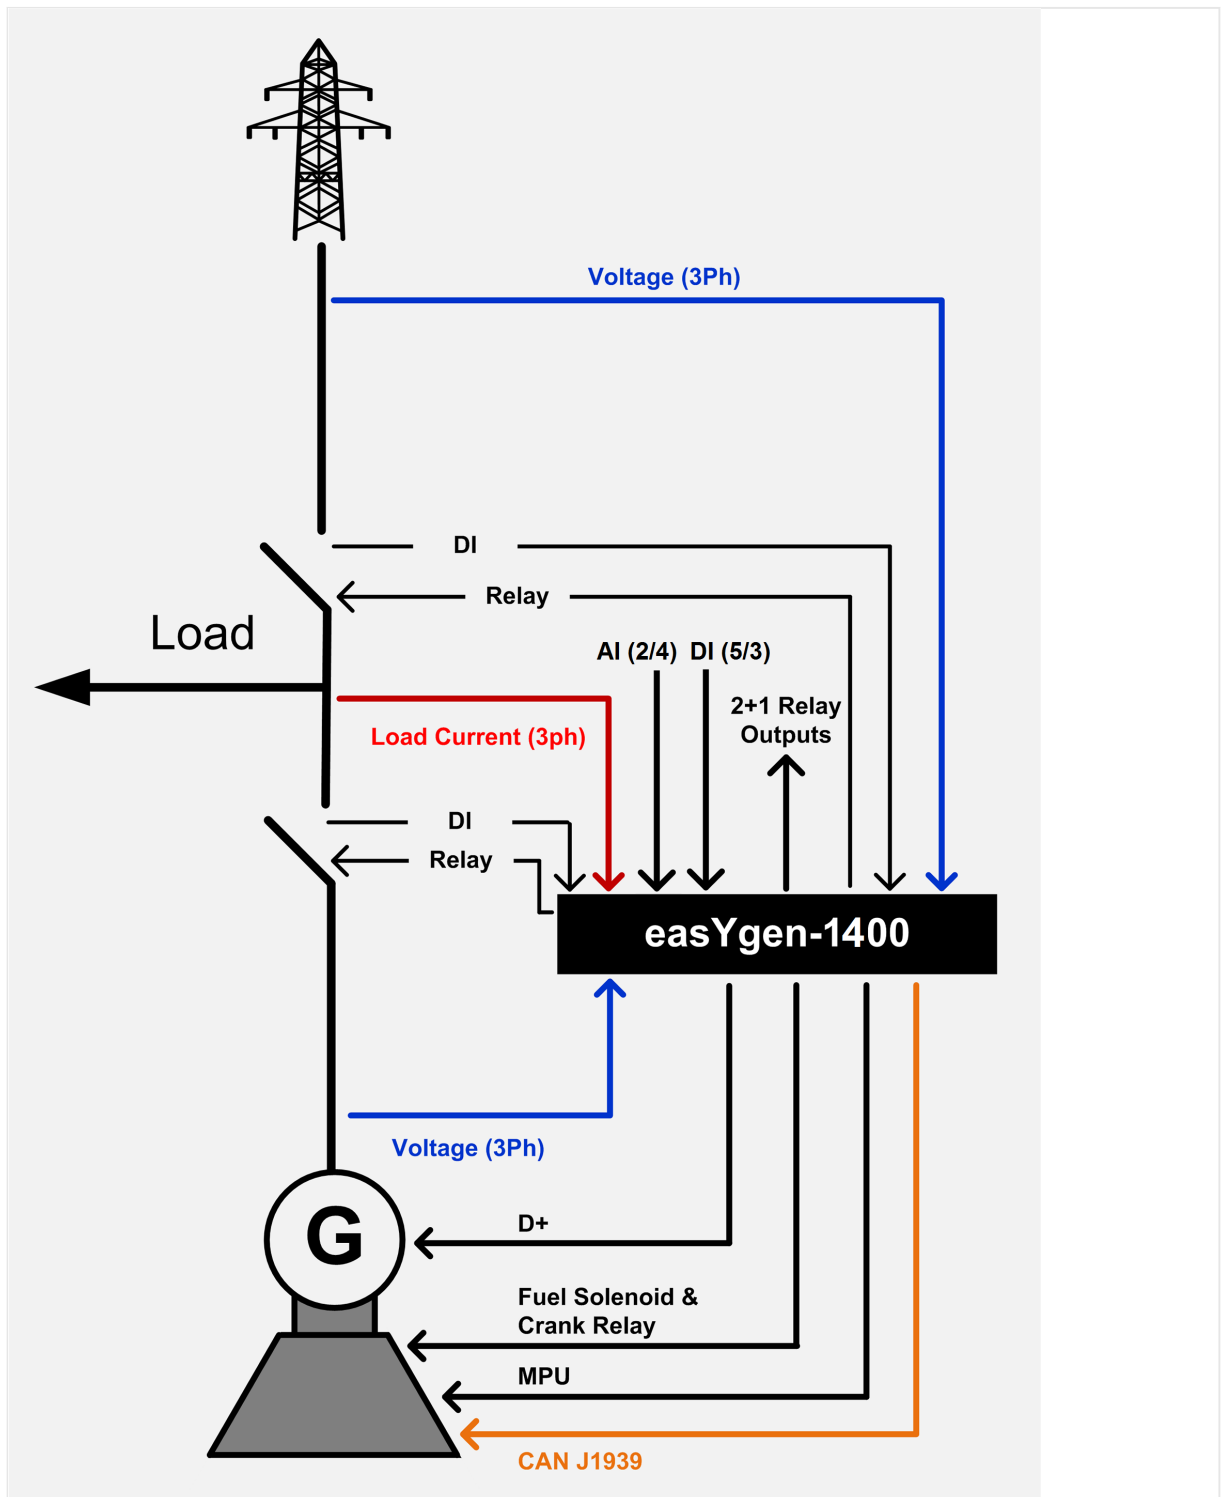 Voltage (3Ph)
DI
Relay
Load
AI (2/4) DI (5/3)
2+1 Relay
Outputs
Load Current (3ph)
DI
Relay
easYgen-1400
Voltage (3Ph)
G
D+
Fuel Solenoid &
Crank Relay
MPU
CAN J1939